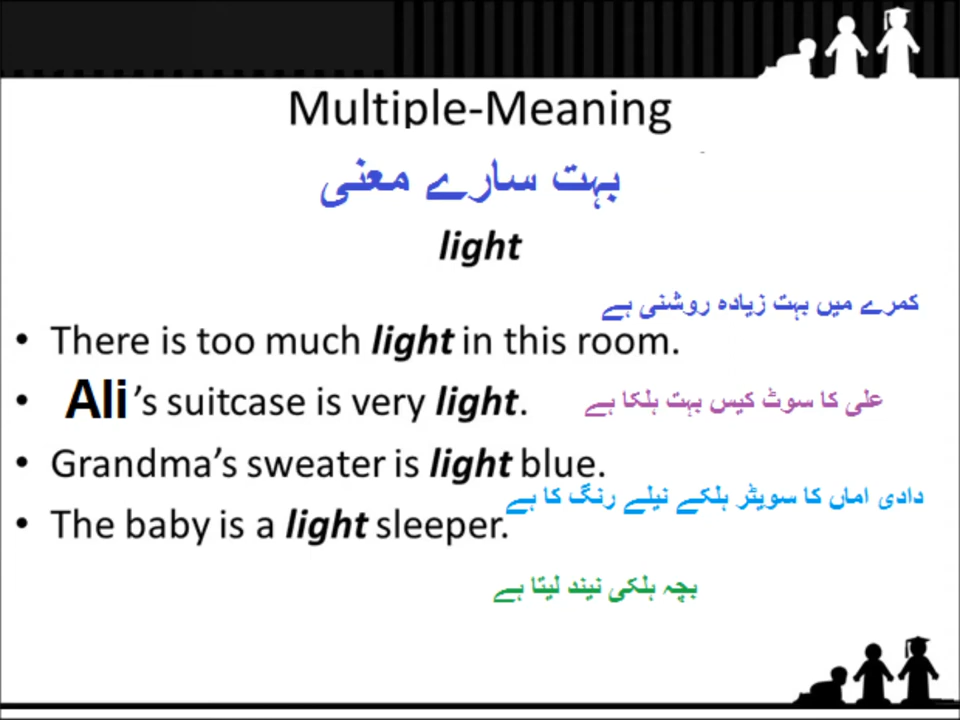 Multiple-Meaning
بہت سارے معنی
light
کمرے میں بہت زیادہ روشنی ہے
• There is too much light in this room.
• Ali's suitcase is very light.
علی کا سوٹ کیس بہت ہلکا ہے
• Grandma's sweater is light blue.
دادی اماں کا سویٹر ہلکے نیلے رنگ کا ہے
• The baby is a light sleeper.
بچہ ہلکی نیند لیتا ہے